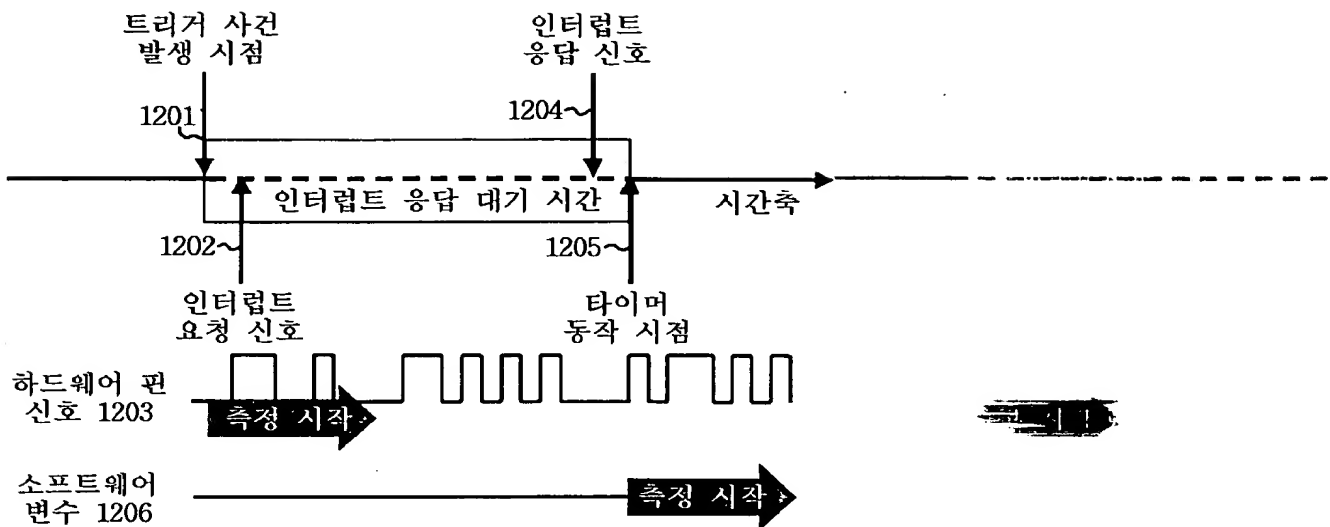 트리거 사건
발생 시점
인터럽트
응답 신호
1201
1204
인터럽트 응답 대기 시간
시간축
1202
1205
인터럽트
요청 신호
타이머
동작 시점
하드웨어 핀
신호 1203
측정 시작
소프트웨어
변수 1206
측정 시작